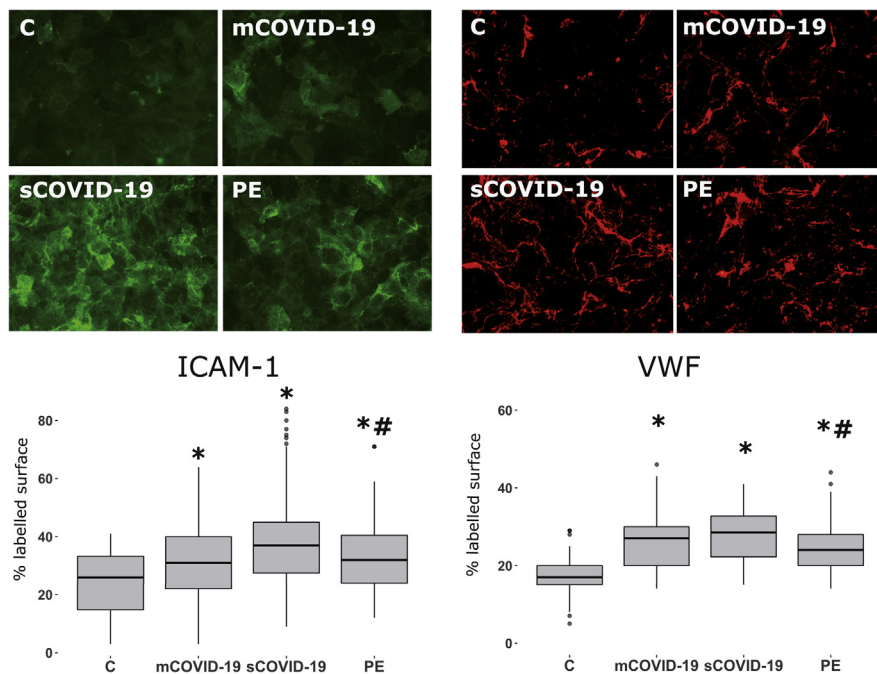 C
mCOVID-19
sCOVID-19
PE
C
mCOVID-19
sCOVID-19
PE
ICAM-1
% labelled surface
80
60
40
20
0
*
*
*#
C
mCOVID-19
sCOVID-19
PE
VWF
% labelled surface
60
40
20
0
*
*
*#
C
mCOVID-19
sCOVID-19
PE